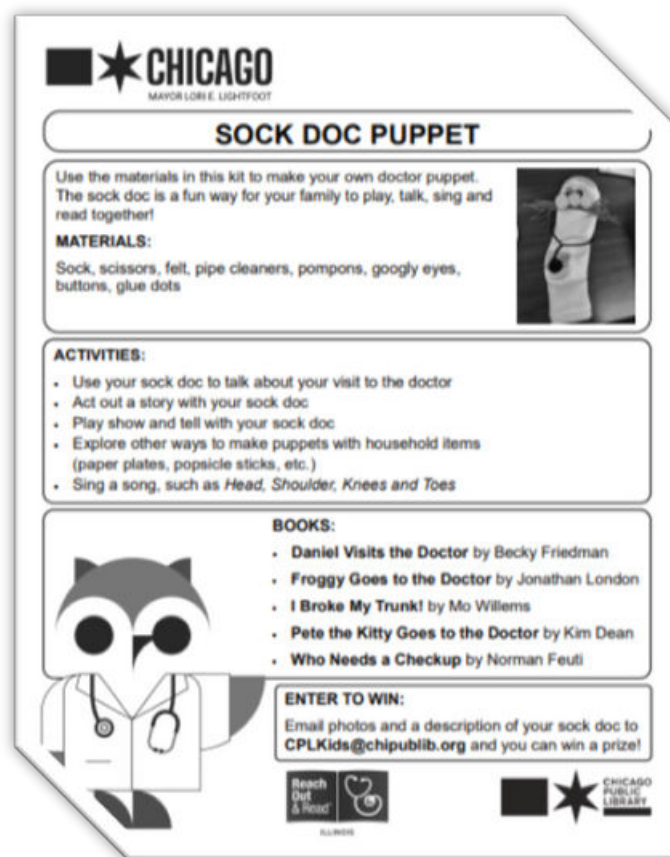 CHICAGO
MAYOR LORI E. LIGHTFOOT
SOCK DOC PUPPET
Use the materials in this kit to make your own doctor puppet.
The sock doc is a fun way for your family to play, talk, sing and
read together!
MATERIALS:
Sock, scissors, felt, pipe cleaners, pompons, googly eyes,
buttons, glue dots
ACTIVITIES:
• Use your sock doc to talk about your visit to the doctor
• Act out a story with your sock doc
• Play show and tell with your sock doc
• Explore other ways to make puppets with household items
(paper plates, popsicle sticks, etc.)
• Sing a song, such as Head, Shoulder, Knees and Toes
BOOKS:
• Daniel Visits the Doctor by Becky Friedman
• Froggy Goes to the Doctor by Jonathan London
• I Broke My Trunk! by Mo Willems
• Pete the Kitty Goes to the Doctor by Kim Dean
• Who Needs a Checkup by Norman Feuti
ENTER TO WIN:
Email photos and a description of your sock doc to
CPLKids@chipublib.org and you can win a prize!
Reach
Out
& Read
ILLINOIS
CHICAGO
PUBLIC
LIBRARY